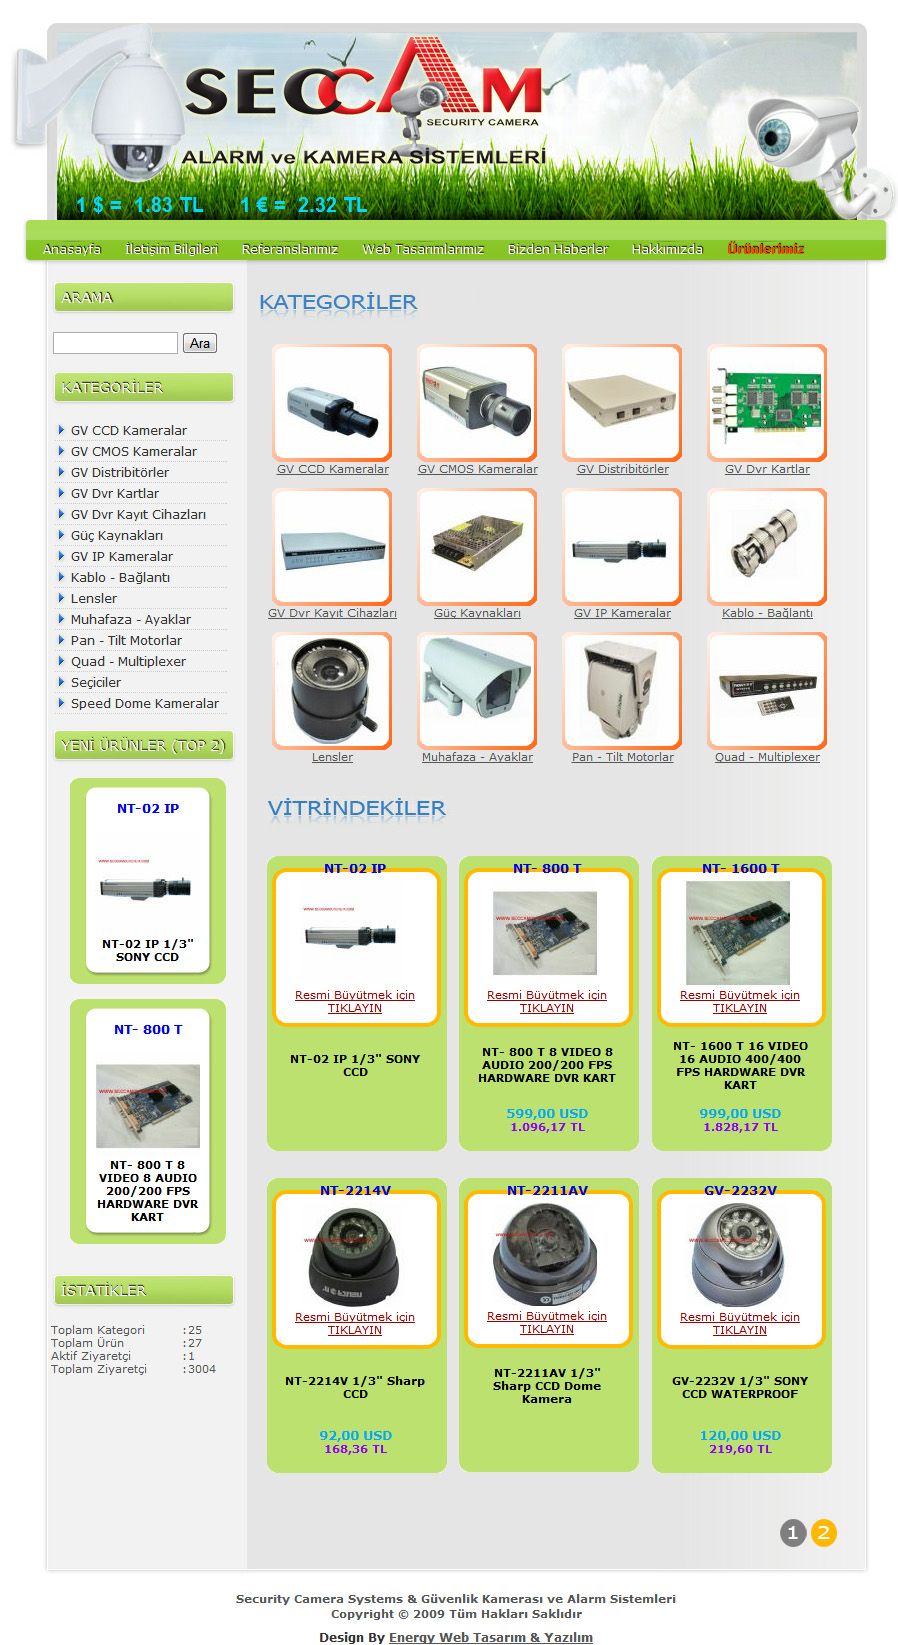 SECCAM
SECURITY CAMERA
ALARM ve KAMERA SİSTEMLERİ
1 $ = 1.83 TL 1 € = 2.32 TL
Anasayfa İletişim Bilgileri Referanslarımız Web Tasarımlarımız Bizden Haberler Hakkımızda Ürünlerimiz
ARAMA
Ara
KATEGORİLER
GV CCD Kameralar
GV CMOS Kameralar
GV Distribitörler
GV Dvr Kartlar
GV Dvr Kayıt Cihazları
Güç Kaynakları
GV IP Kameralar
Kablo - Bağlantı
Lensler
Muhafaza - Ayaklar
Pan - Tilt Motorlar
Quad - Multiplexer
Seçiciler
Speed Dome Kameralar
YENİ ÜRÜNLER (TOP 2)
NT-02 IP
NT-02 IP 1/3"
SONY CCD
NT- 800 T
NT- 800 T 8
VIDEO 8 AUDIO
200/200 FPS
HARDWARE DVR
KART
İSTATİKLER
Toplam Kategori :25
Toplam Ürün :27
Aktif Ziyaretçi :1
Toplam Ziyaretçi :3004
KATEGORİLER
GV CCD Kameralar GV CMOS Kameralar GV Distribitörler GV Dvr Kartlar
GV Dvr Kayıt Cihazları Güç Kaynakları GV IP Kameralar Kablo - Bağlantı
Lensler Muhafaza - Ayaklar Pan - Tilt Motorlar Quad - Multiplexer
VİTRİNDEKİLER
NT-02 IP
Resmi Büyütmek için
TIKLAYIN
NT-02 IP 1/3" SONY
CCD
NT- 800 T
Resmi Büyütmek için
TIKLAYIN
NT- 800 T 8 VIDEO 8
AUDIO 200/200 FPS
HARDWARE DVR KART
599,00 USD
1.096,17 TL
NT- 1600 T
Resmi Büyütmek için
TIKLAYIN
NT- 1600 T 16 VIDEO
16 AUDIO 400/400
FPS HARDWARE DVR
KART
999,00 USD
1.828,17 TL
NT-2214V
Resmi Büyütmek için
TIKLAYIN
NT-2214V 1/3" Sharp
CCD
92,00 USD
168,36 TL
NT-2211AV
Resmi Büyütmek için
TIKLAYIN
NT-2211AV 1/3"
Sharp CCD Dome
Kamera
GV-2232V
Resmi Büyütmek için
TIKLAYIN
GV-2232V 1/3" SONY
CCD WATERPROOF
120,00 USD
219,60 TL
1 2
Security Camera Systems & Güvenlik Kamerası ve Alarm Sistemleri
Copyright © 2009 Tüm Hakları Saklıdır
Design By Energy Web Tasarım & Yazılım